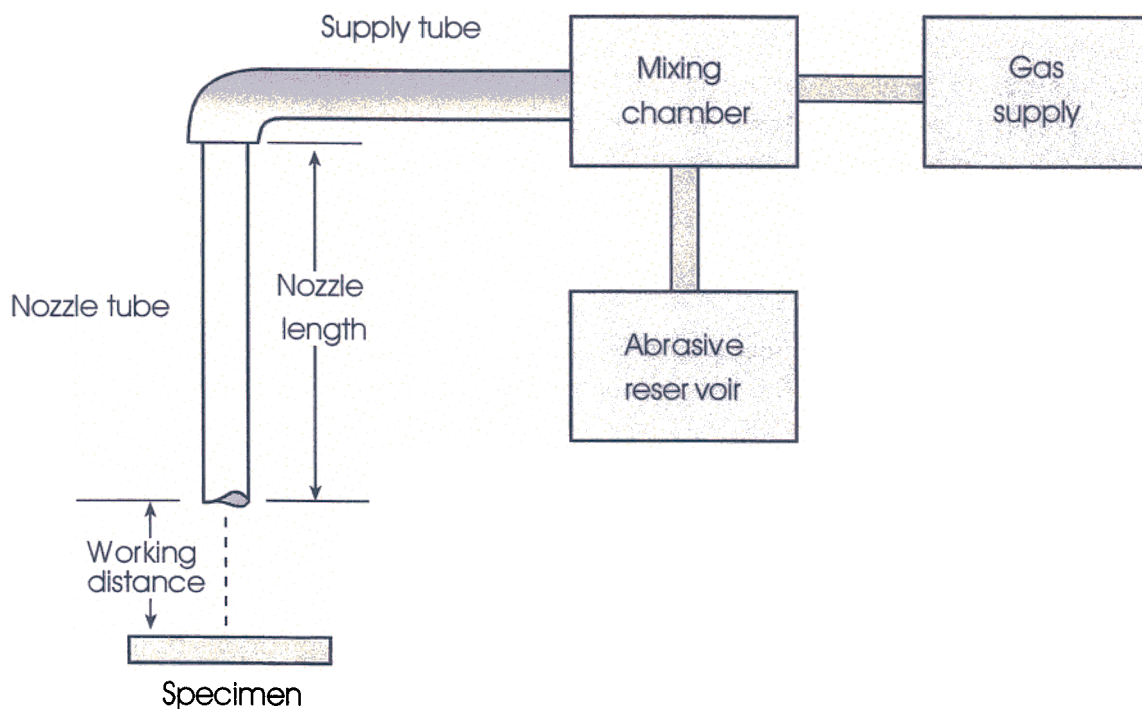 Supply tube
Mixing
chamber
Gas
supply
Nozzle tube
Nozzle
length
Abrasive
reser voir
Working
distance
Specimen